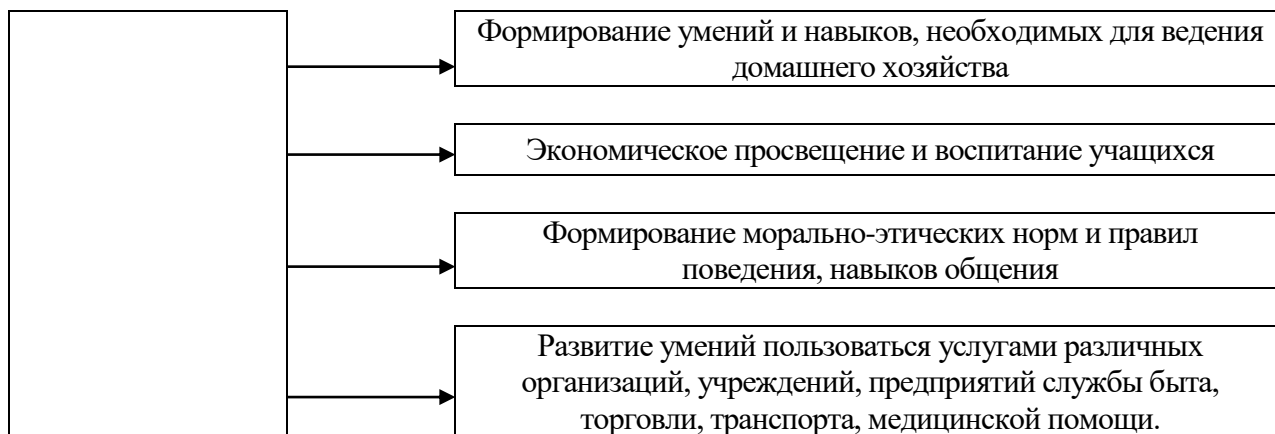 Формирование умений и навыков, необходимых для ведения
домашнего хозяйства
Экономическое просвещение и воспитание учащихся
Формирование морально-этических норм и правил
поведения, навыков общения
Развитие умений пользоваться услугами различных
организаций, учреждений, предприятий службы быта,
торговли, транспорта, медицинской помощи.